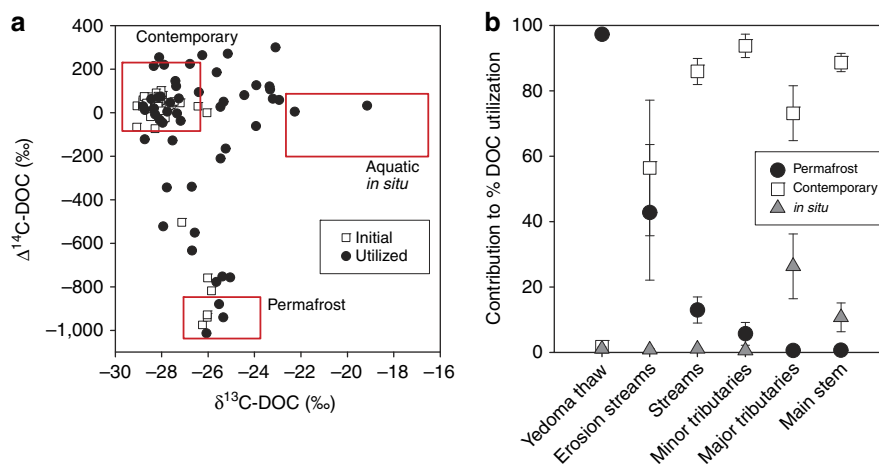 a
400
200
0
−200
−400
−600
−800
−1,000
Δ14C-DOC (‰)
Contemporary
Aquatic
in situ
Initial
Utilized
Permafrost
−30 −28 −26 −24 −22 −20 −18 −16
δ13C-DOC (‰)
b
100
80
60
40
20
0
Contribution to % DOC utilization
Permafrost
Contemporary
in situ
Yedoma thaw
Erosion streams
Streams
Minor tributaries
Major tributaries
Main stem